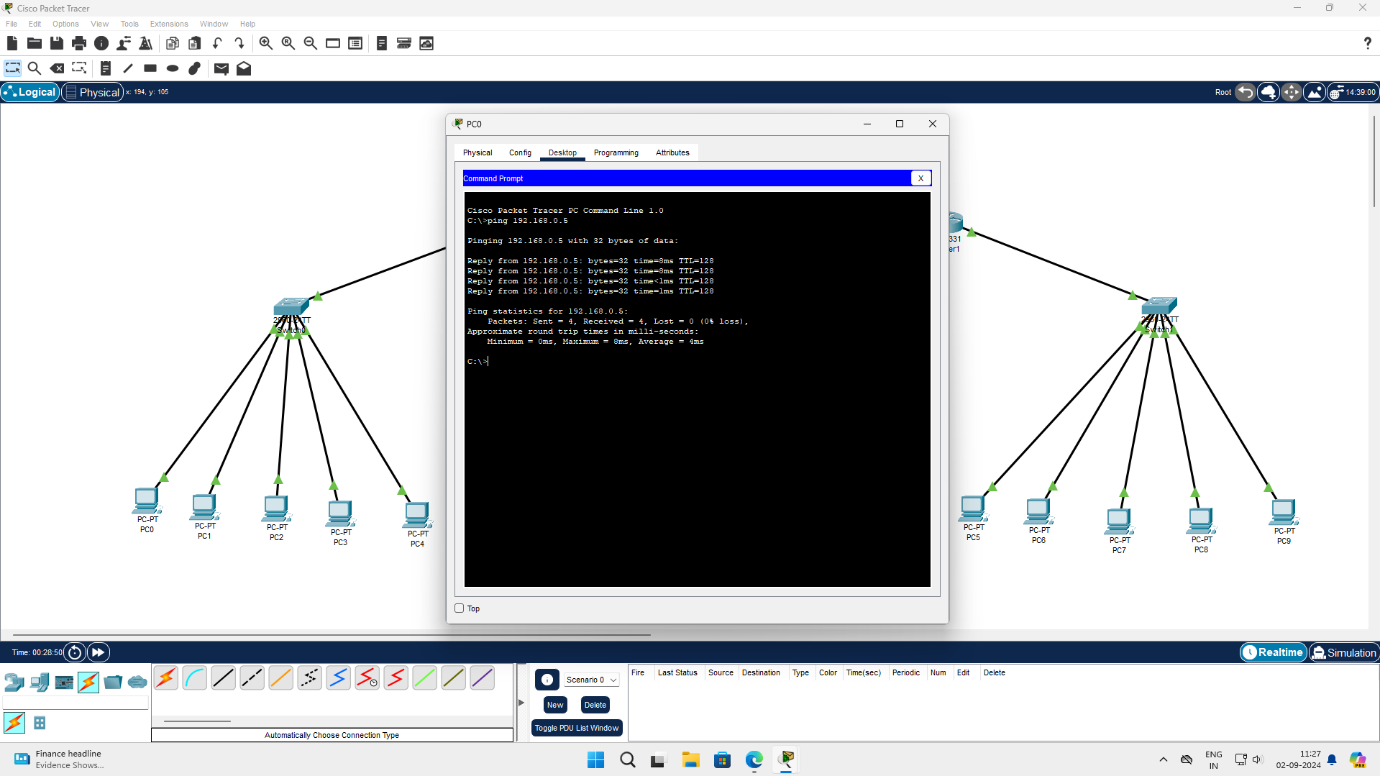 Cisco Packet Tracer
File Edit Options View Tools Extensions Window Help
Logical Physical x: 194, y: 105 Root 14:39:00
PC0
Physical Config Desktop Programming Attributes
Command Prompt X
Cisco Packet Tracer PC Command Line 1.0
C:\>ping 192.168.0.5
Pinging 192.168.0.5 with 32 bytes of data:
Reply from 192.168.0.5: bytes=32 time=8ms TTL=128
Reply from 192.168.0.5: bytes=32 time=8ms TTL=128
Reply from 192.168.0.5: bytes=32 time<1ms TTL=128
Reply from 192.168.0.5: bytes=32 time=1ms TTL=128
Ping statistics for 192.168.0.5:
Packets: Sent = 4, Received = 4, Lost = 0 (0% loss),
Approximate round trip times in milli-seconds:
Minimum = 0ms, Maximum = 8ms, Average = 4ms
C:\>
Top
331
er1
PC-PT
PC0
PC-PT
PC1
PC-PT
PC2
PC-PT
PC3
PC-PT
PC4
PC-PT
PC5
PC-PT
PC6
PC-PT
PC7
PC-PT
PC8
PC-PT
PC9
Time: 00:28:50 Realtime Simulation
Scenario 0
New Delete
Toggle PDU List Window
Fire Last Status Source Destination Type Color Time(sec) Periodic Num Edit Delete
Automatically Choose Connection Type
Finance headline
Evidence Shows...
ENG
IN
11:27
02-09-2024